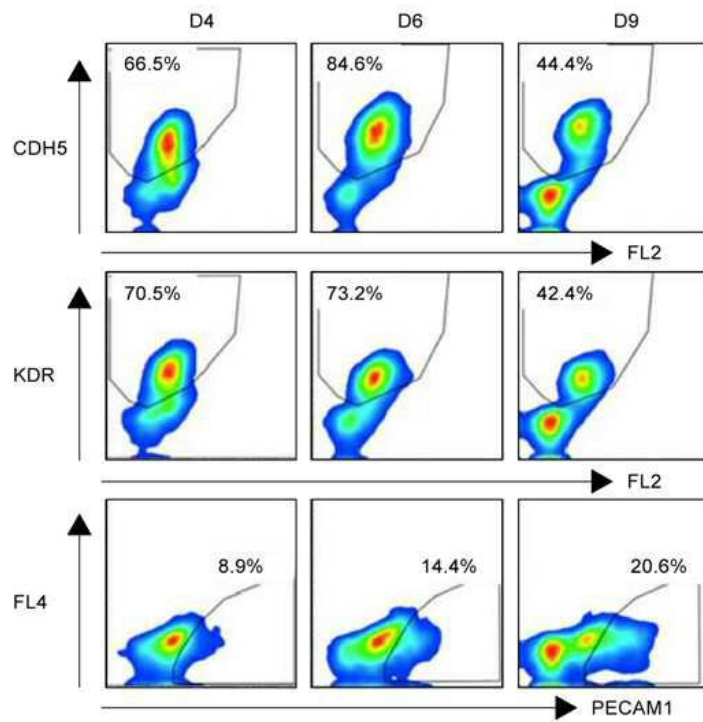 D4 D6 D9
66.5% 84.6% 44.4%
CDH5
FL2
70.5% 73.2% 42.4%
KDR
FL2
8.9% 14.4% 20.6%
FL4
PECAM1